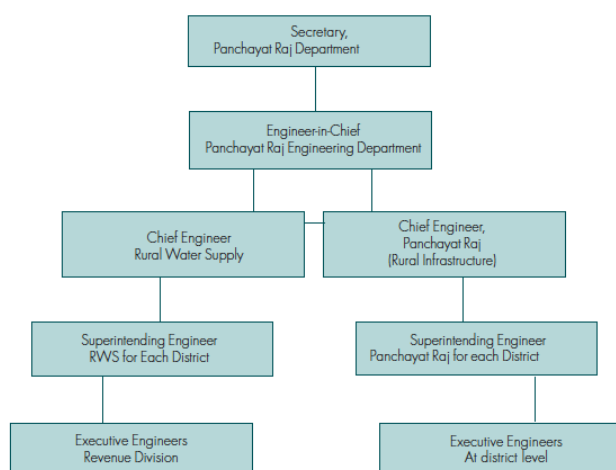 Secretary,
Panchayat Raj Department
Engineer-in-Chief
Panchayat Raj Engineering Department
Chief Engineer
Rural Water Supply
Chief Engineer,
Panchayat Raj
(Rural Infrastructure)
Superintending Engineer
RWS for Each District
Superintending Engineer
Panchayat Raj for each District
Executive Engineers
Revenue Division
Executive Engineers
At district level